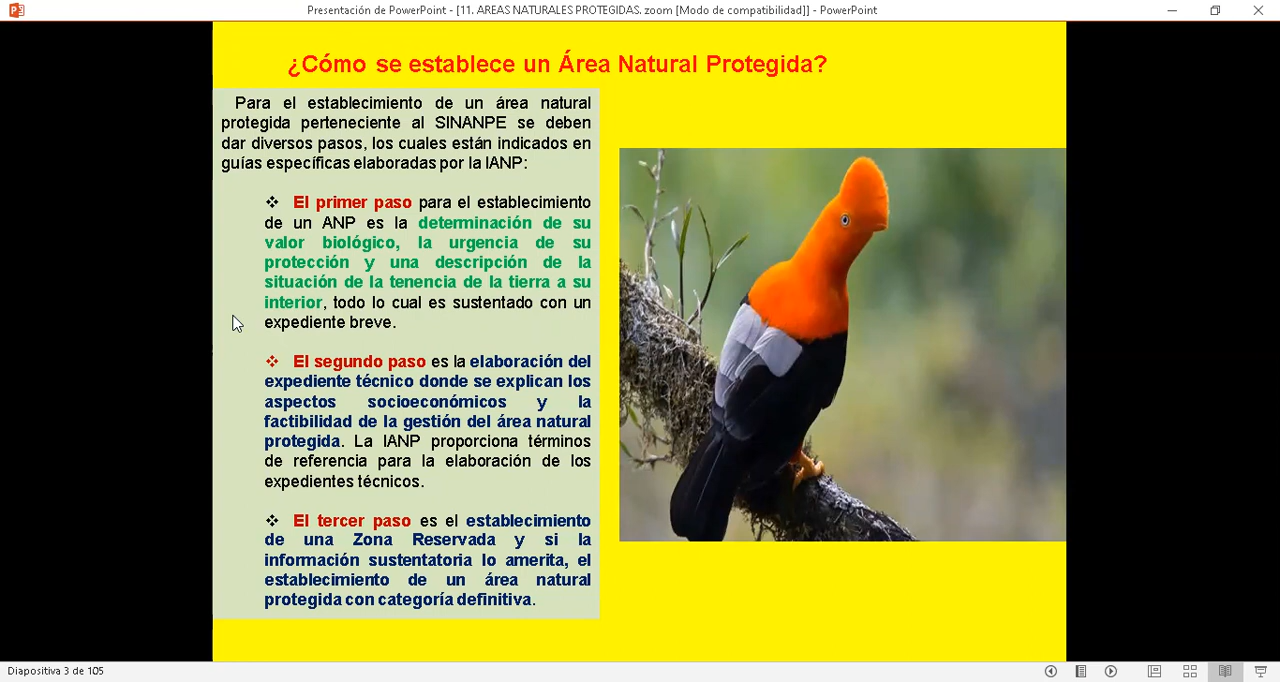 Presentación de PowerPoint - [11. AREAS NATURALES PROTEGIDAS. zoom [Modo de compatibilidad]] - PowerPoint
¿Cómo se establece un Área Natural Protegida?
Para el establecimiento de un área natural
protegida perteneciente al SINANPE se deben
dar diversos pasos, los cuales están indicados en
guías específicas elaboradas por la IANP:
❖ El primer paso para el establecimiento
de un ANP es la determinación de su
valor biológico, la urgencia de su
protección y una descripción de la
situación de la tenencia de la tierra a su
interior, todo lo cual es sustentado con un
expediente breve.
❖ El segundo paso es la elaboración del
expediente técnico donde se explican los
aspectos socioeconómicos y la
factibilidad de la gestión del área natural
protegida. La IANP proporciona términos
de referencia para la elaboración de los
expedientes técnicos.
❖ El tercer paso es el establecimiento
de una Zona Reservada y si la
información sustentatoria lo amerita, el
establecimiento de un área natural
protegida con categoría definitiva.
Diapositiva 3 de 105